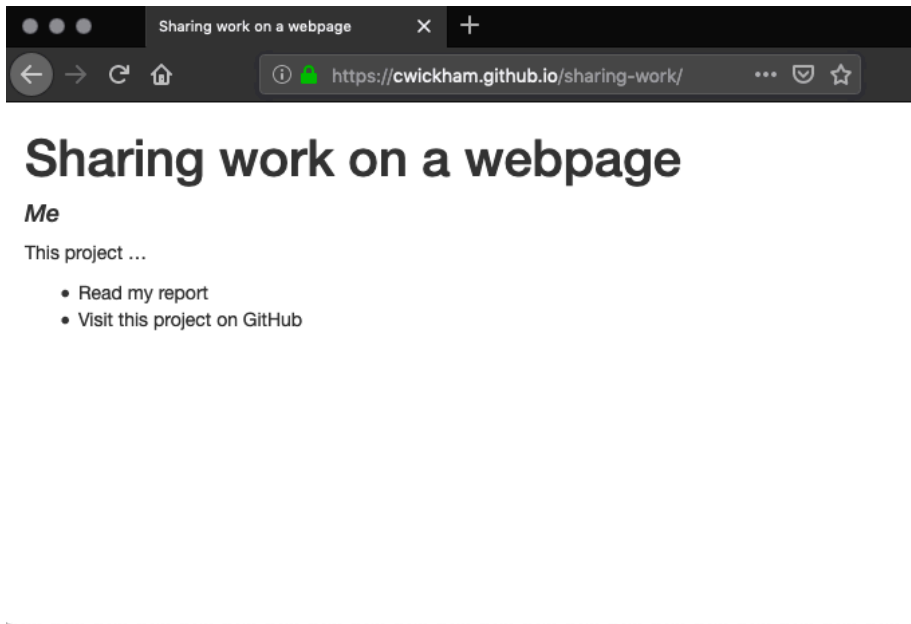 Sharing work on a webpage
https://cwickham.github.io/sharing-work/
Sharing work on a webpage
Me
This project …
• Read my report
• Visit this project on GitHub